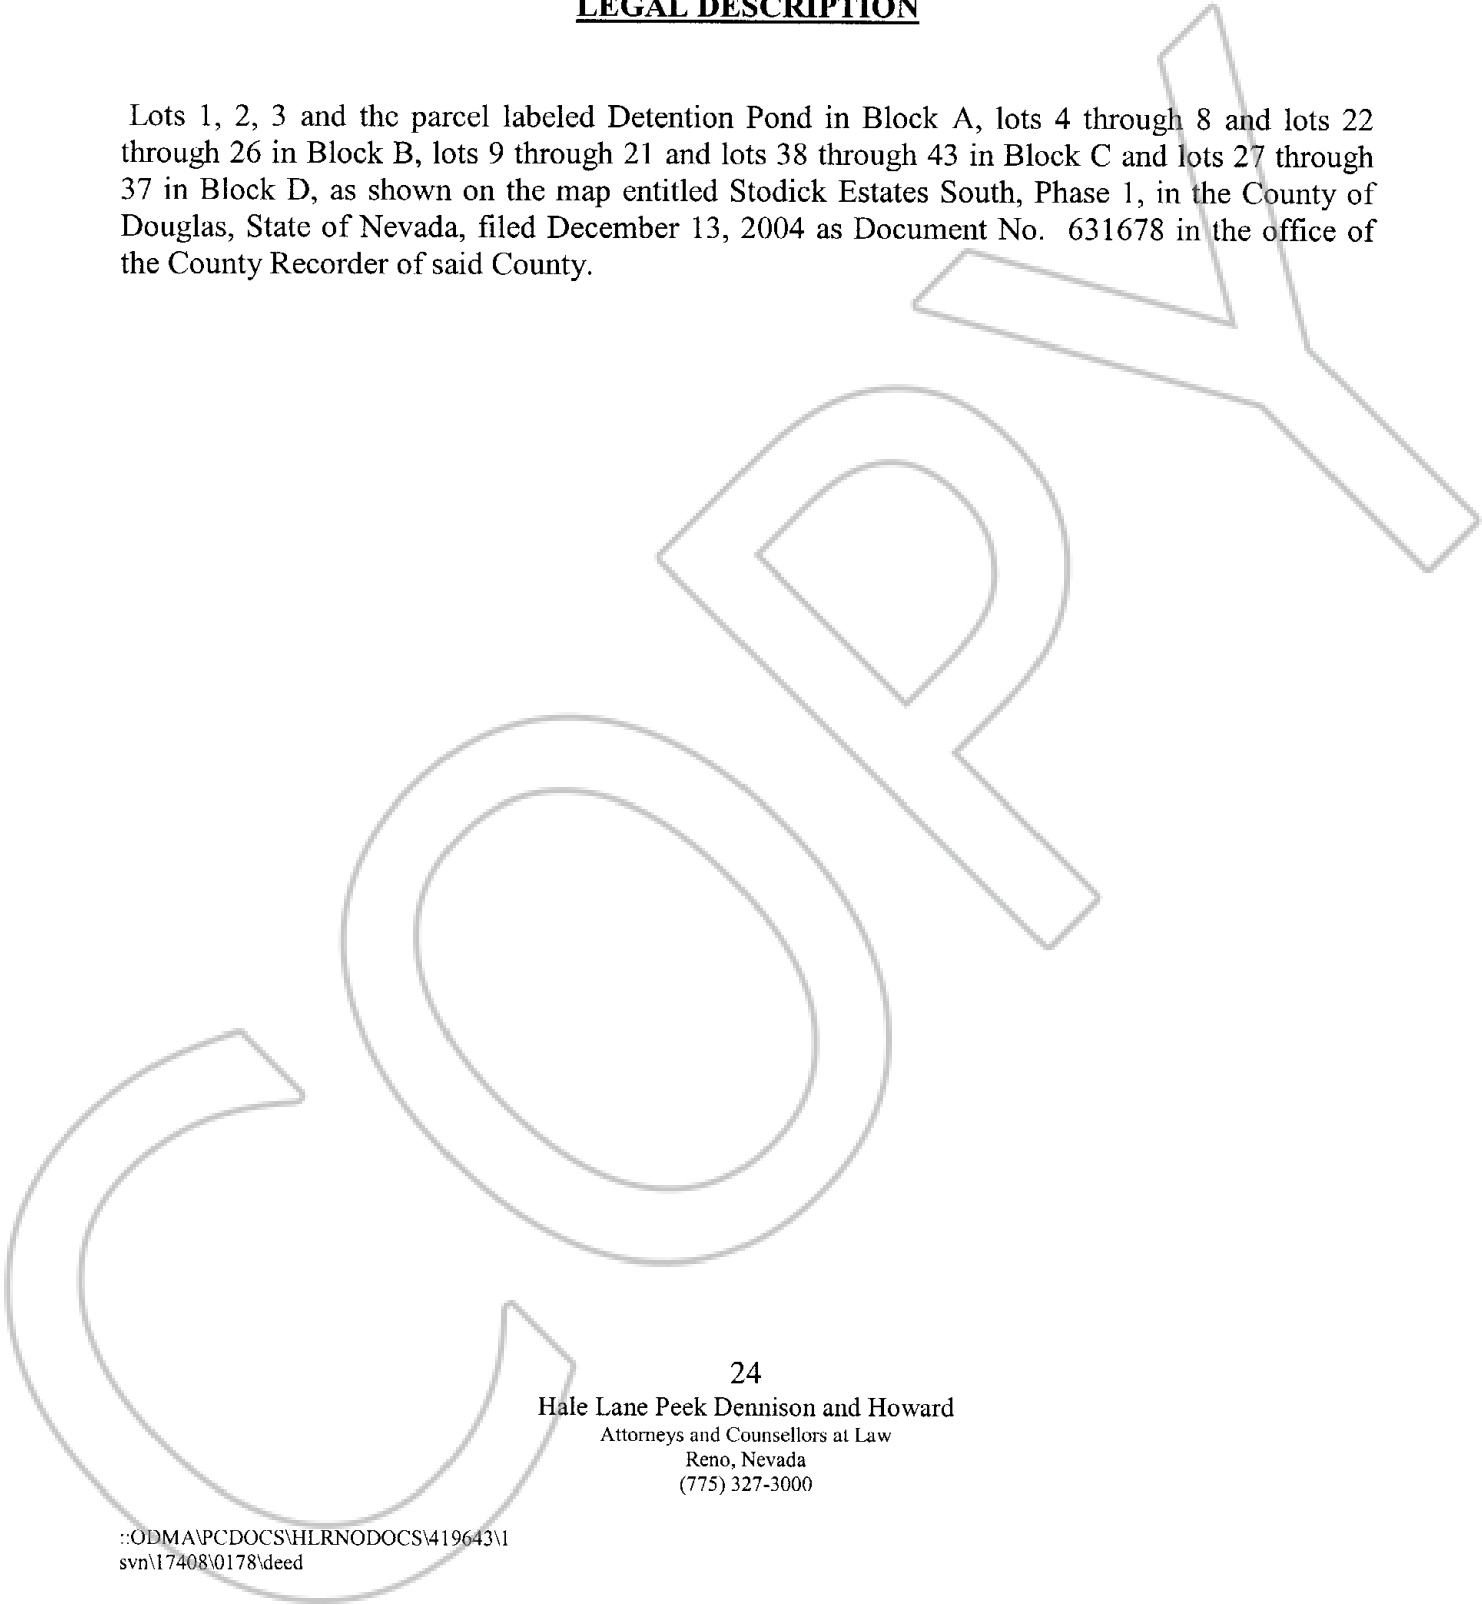 LEGAL DESCRIPTION
Lots 1, 2, 3 and the parcel labeled Detention Pond in Block A, lots 4 through 8 and lots 22
through 26 in Block B, lots 9 through 21 and lots 38 through 43 in Block C and lots 27 through
37 in Block D, as shown on the map entitled Stodick Estates South, Phase 1, in the County of
Douglas, State of Nevada, filed December 13, 2004 as Document No. 631678 in the office of
the County Recorder of said County.
COPY
24
Hale Lane Peek Dennison and Howard
Attorneys and Counsellors at Law
Reno, Nevada
(775) 327-3000
::ODMA\PCDOCS\HLRNODOCS\419643\1
svn\17408\0178\deed